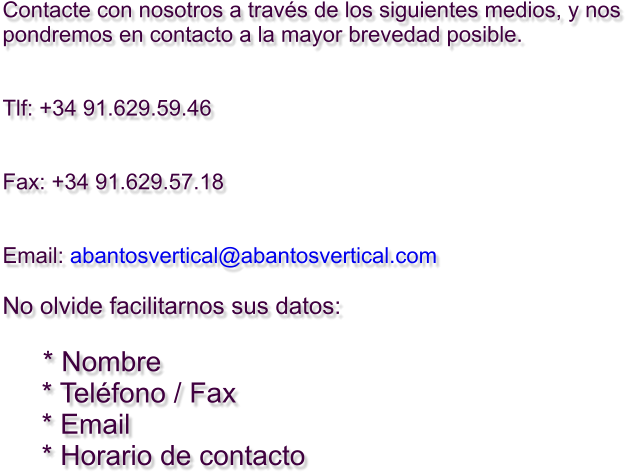 Contacte con nosotros a través de los siguientes medios, y nos
pondremos en contacto a la mayor brevedad posible.
Tlf: +34 91.629.59.46
Fax: +34 91.629.57.18
Email: abantosvertical@abantosvertical.com
No olvide facilitarnos sus datos:
* Nombre
* Teléfono / Fax
* Email
* Horario de contacto